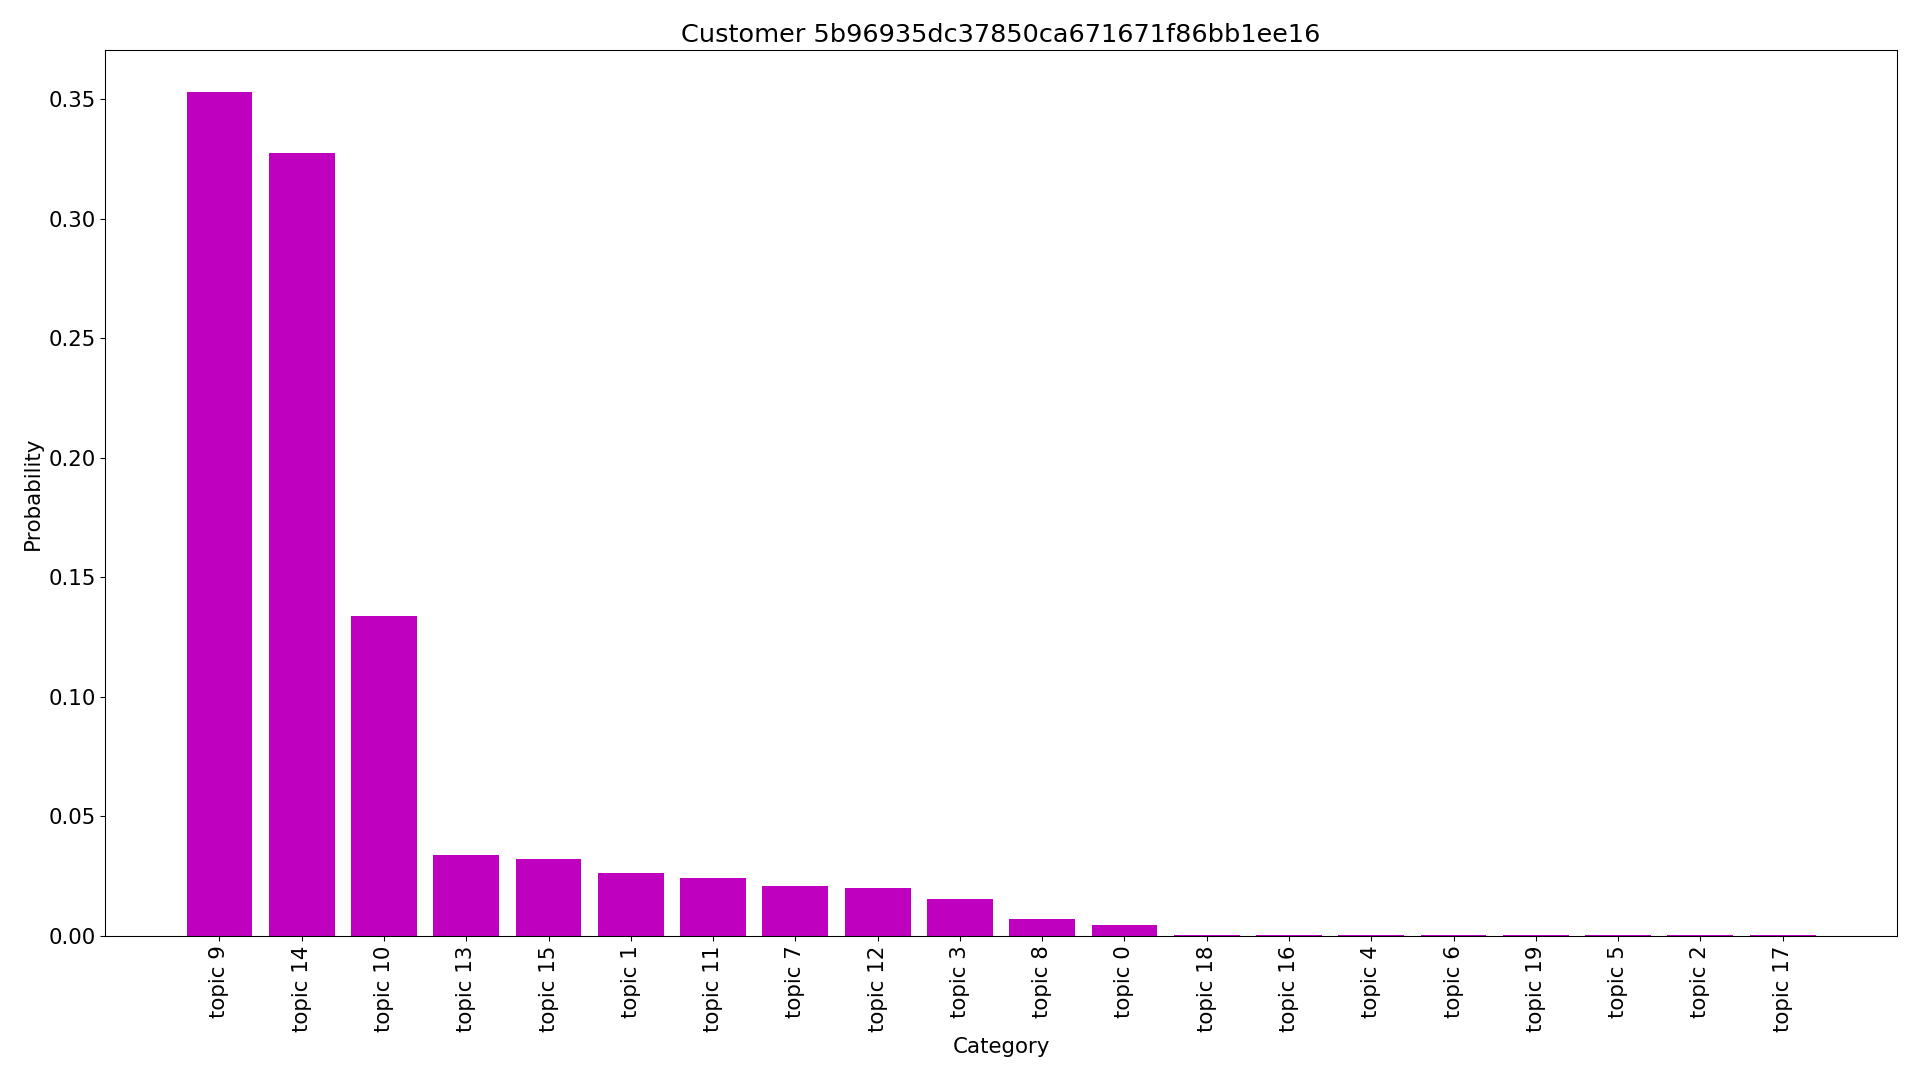 Customer 5b96935dc37850ca671671f86bb1ee16
Probability
0.35
0.30
0.25
0.20
0.15
0.10
0.05
0.00
topic 9
topic 14
topic 10
topic 13
topic 15
topic 1
topic 11
topic 7
topic 12
topic 3
topic 8
topic 0
topic 18
topic 16
topic 4
topic 6
topic 19
topic 5
topic 2
topic 17
Category